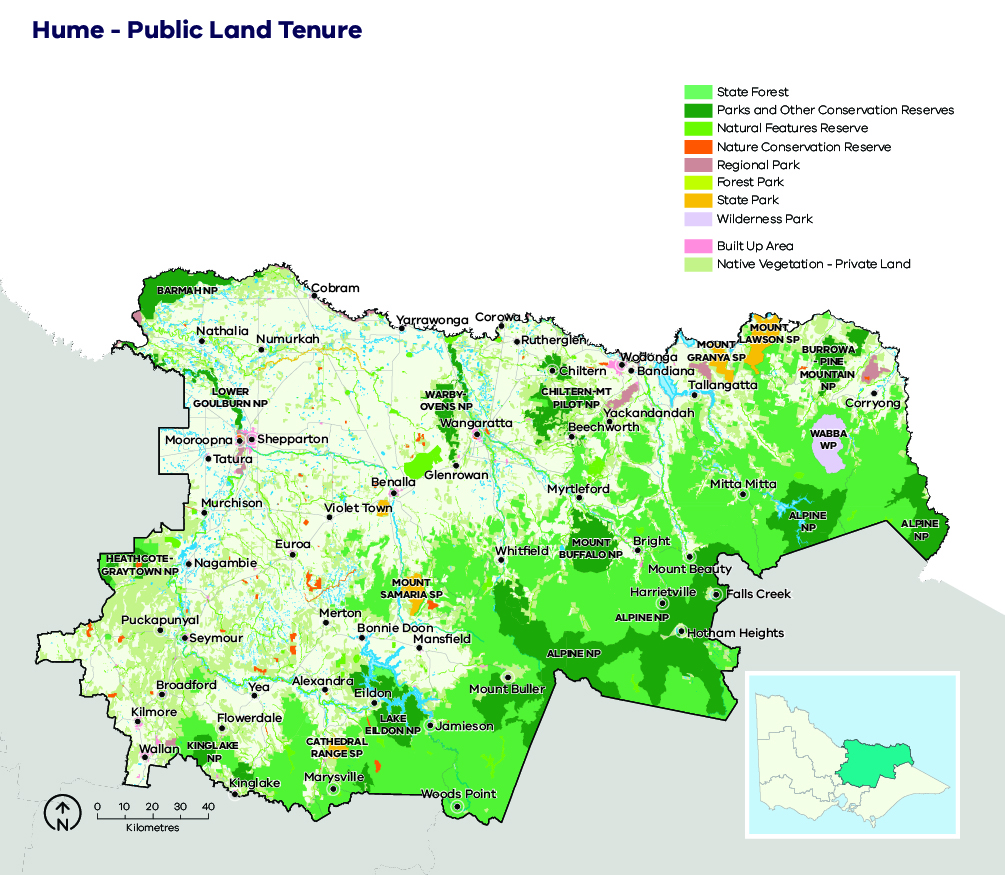 Hume - Public Land Tenure
State Forest
Parks and Other Conservation Reserves
Natural Features Reserve
Nature Conservation Reserve
Regional Park
Forest Park
State Park
Wilderness Park
Built Up Area
Native Vegetation - Private Land
BARMAH NP
Cobram
Yarrawonga
Corowa
Nathalia
Numurkah
Rutherglen
MOUNT
LAWSON SP
MOUNT
GRANYA SP
BURROWA
- PINE
MOUNTAIN
NP
Wodonga
Chiltern
Bandiana
Tallangatta
LOWER
GOULBURN NP
WARBY-
OVENS NP
CHILTERN-MT
PILOT NP
Corryong
Yackandandah
Wangaratta
Beechworth
Mooroopna
Shepparton
WABBA
WP
Tatura
Glenrowan
Benalla
Myrtleford
Mitta Mitta
Murchison
Violet Town
ALPINE
NP
ALPINE
NP
Euroa
Whitfield
MOUNT
BUFFALO NP
Bright
HEATHCOTE-
GRAYTOWN NP
Nagambie
Mount Beauty
MOUNT
SAMARIA SP
Harrietville
Falls Creek
Puckapunyal
Merton
ALPINE NP
Seymour
Bonnie Doon
Hotham Heights
Mansfield
ALPINE NP
Broadford
Yea
Alexandra
Eildon
Mount Buller
Kilmore
Flowerdale
LAKE
EILDON NP
Jamieson
Wallan
KINGLAKE
NP
CATHEDRAL
RANGE SP
Kinglake
Marysville
Woods Point
N
0 10 20 30 40
Kilometres